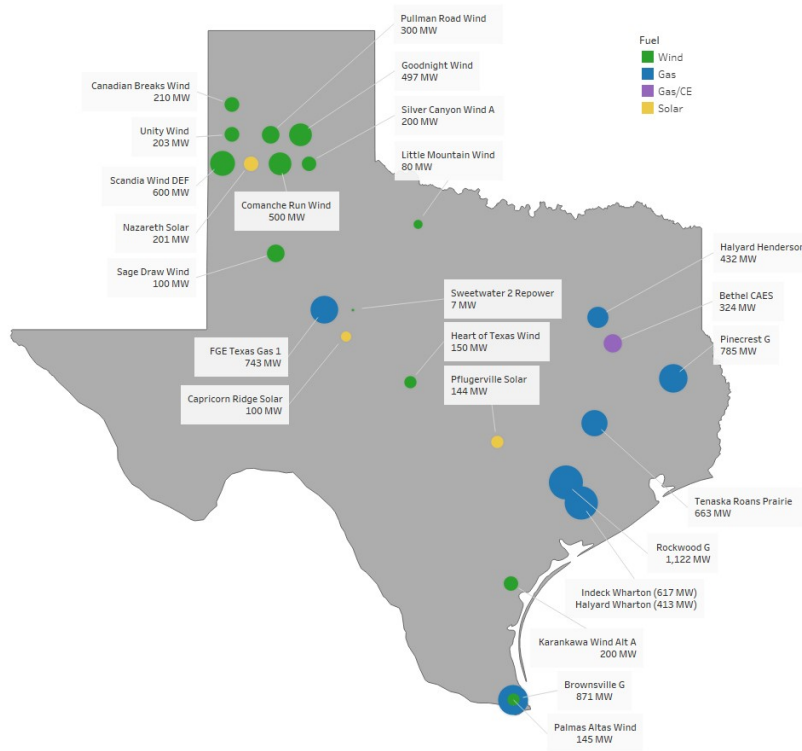 Pullman Road Wind
300 MW
Fuel
Wind
Gas
Gas/CE
Solar
Goodnight Wind
497 MW
Canadian Breaks Wind
210 MW
Silver Canyon Wind A
200 MW
Unity Wind
203 MW
Little Mountain Wind
80 MW
Scandia Wind DEF
600 MW
Comanche Run Wind
500 MW
Nazareth Solar
201 MW
Halyard Henderson
432 MW
Sage Draw Wind
100 MW
Sweetwater 2 Repower
7 MW
Bethel CAES
324 MW
FGE Texas Gas 1
743 MW
Heart of Texas Wind
150 MW
Pinecrest G
785 MW
Capricorn Ridge Solar
100 MW
Pflugerville Solar
144 MW
Tenaska Roans Prairie
663 MW
Rockwood G
1,122 MW
Indeck Wharton (617 MW)
Halyard Wharton (413 MW)
Karankawa Wind Alt A
200 MW
Brownsville G
871 MW
Palmas Altas Wind
145 MW